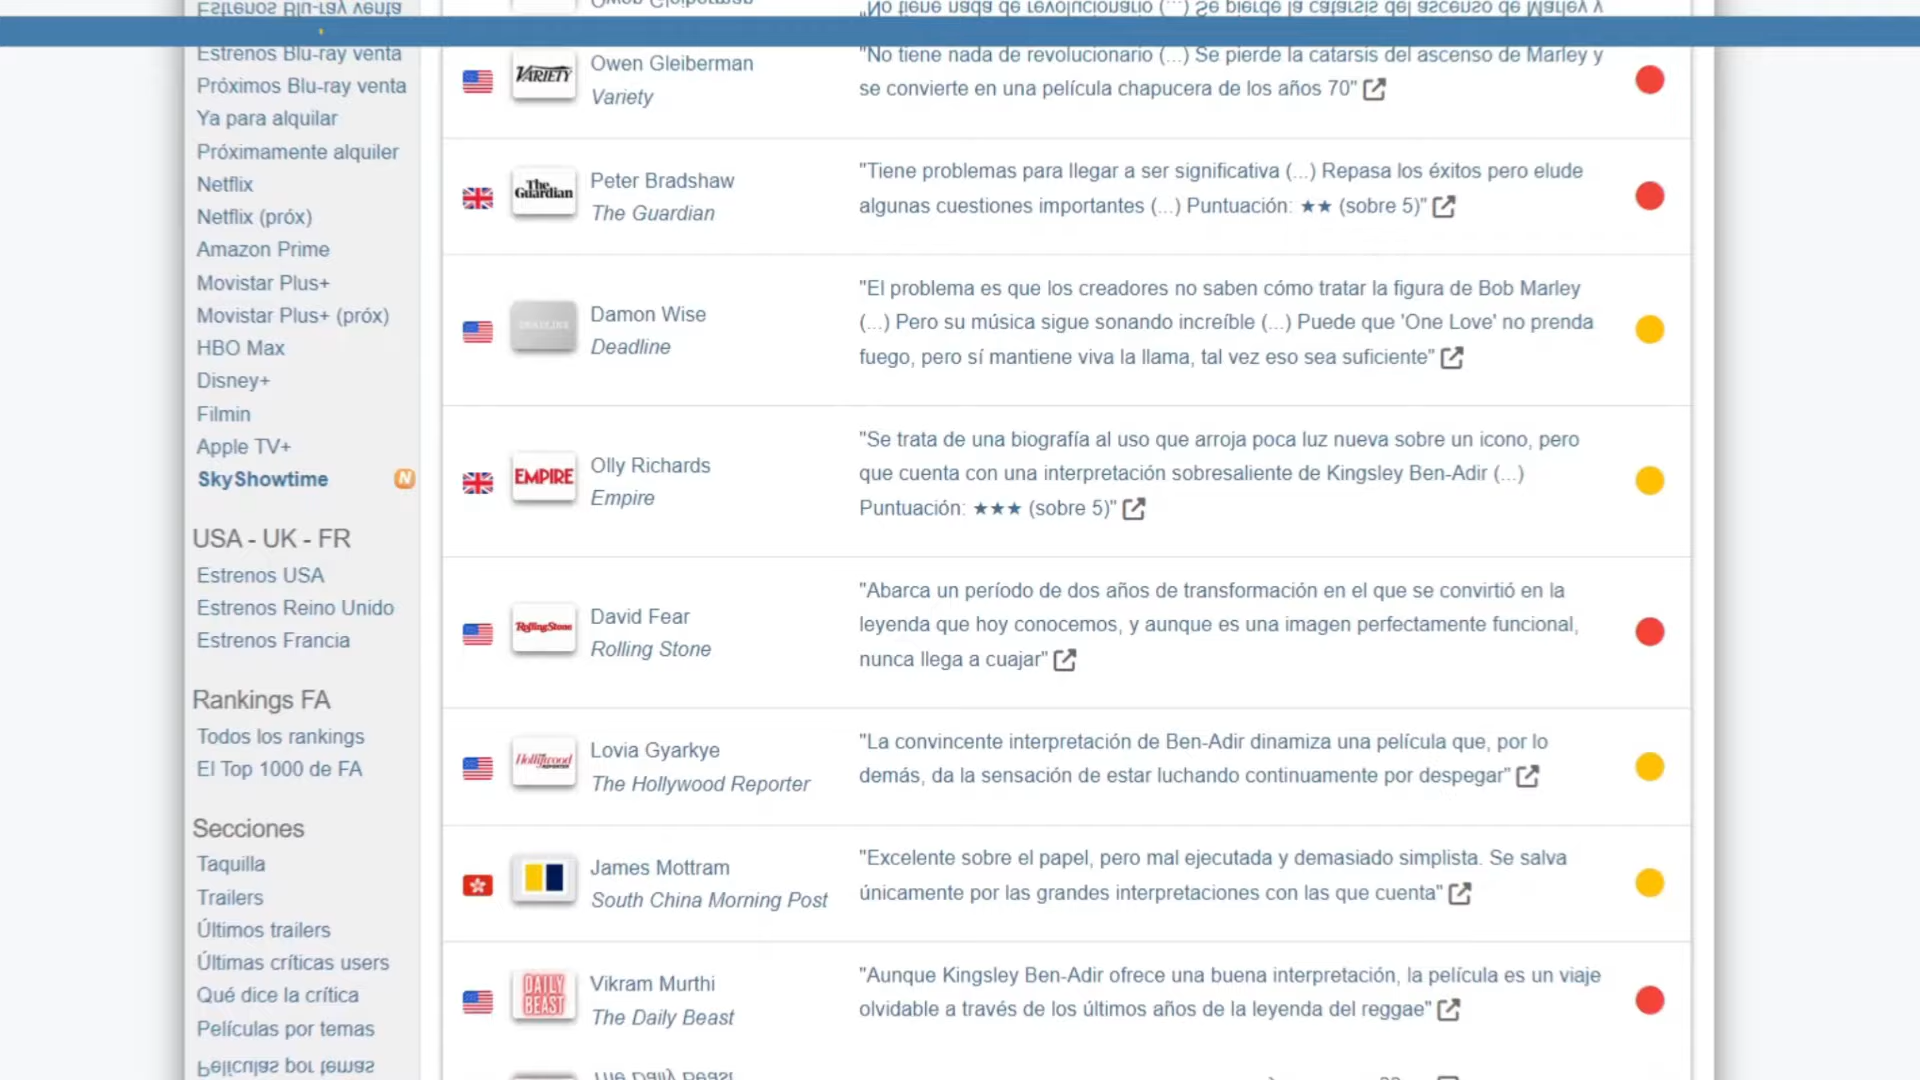 Estrenos Blu-ray venta
Próximos Blu-ray venta
Ya para alquilar
Próximamente alquiler
Netflix
Netflix (próx)
Amazon Prime
Movistar Plus+
Movistar Plus+ (próx)
HBO Max
Disney+
Filmin
Apple TV+
SkyShowtime N
USA - UK - FR
Estrenos USA
Estrenos Reino Unido
Estrenos Francia
Rankings FA
Todos los rankings
El Top 1000 de FA
Secciones
Taquilla
Trailers
Últimos trailers
Últimas críticas users
Qué dice la crítica
Películas por temas
VARIETY
Owen Gleiberman
Variety
"No tiene nada de revolucionario (...) Se pierde la catarsis del ascenso de Marley y
se convierte en una película chapucera de los años 70"
The Guardian
Peter Bradshaw
The Guardian
"Tiene problemas para llegar a ser significativa (...) Repasa los éxitos pero elude
algunas cuestiones importantes (...) Puntuación: ★★ (sobre 5)"
DEADLINE
Damon Wise
Deadline
"El problema es que los creadores no saben cómo tratar la figura de Bob Marley
(...) Pero su música sigue sonando increíble (...) Puede que 'One Love' no prenda
fuego, pero sí mantiene viva la llama, tal vez eso sea suficiente"
EMPIRE
Olly Richards
Empire
"Se trata de una biografía al uso que arroja poca luz nueva sobre un icono, pero
que cuenta con una interpretación sobresaliente de Kingsley Ben-Adir (...)
Puntuación: ★★★ (sobre 5)"
RollingStone
David Fear
Rolling Stone
"Abarca un período de dos años de transformación en el que se convirtió en la
leyenda que hoy conocemos, y aunque es una imagen perfectamente funcional,
nunca llega a cuajar"
The Hollywood REPORTER
Lovia Gyarkye
The Hollywood Reporter
"La convincente interpretación de Ben-Adir dinamiza una película que, por lo
demás, da la sensación de estar luchando continuamente por despegar"
James Mottram
South China Morning Post
"Excelente sobre el papel, pero mal ejecutada y demasiado simplista. Se salva
únicamente por las grandes interpretaciones con las que cuenta"
DAILY BEAST
Vikram Murthi
The Daily Beast
"Aunque Kingsley Ben-Adir ofrece una buena interpretación, la película es un viaje
olvidable a través de los últimos años de la leyenda del reggae"